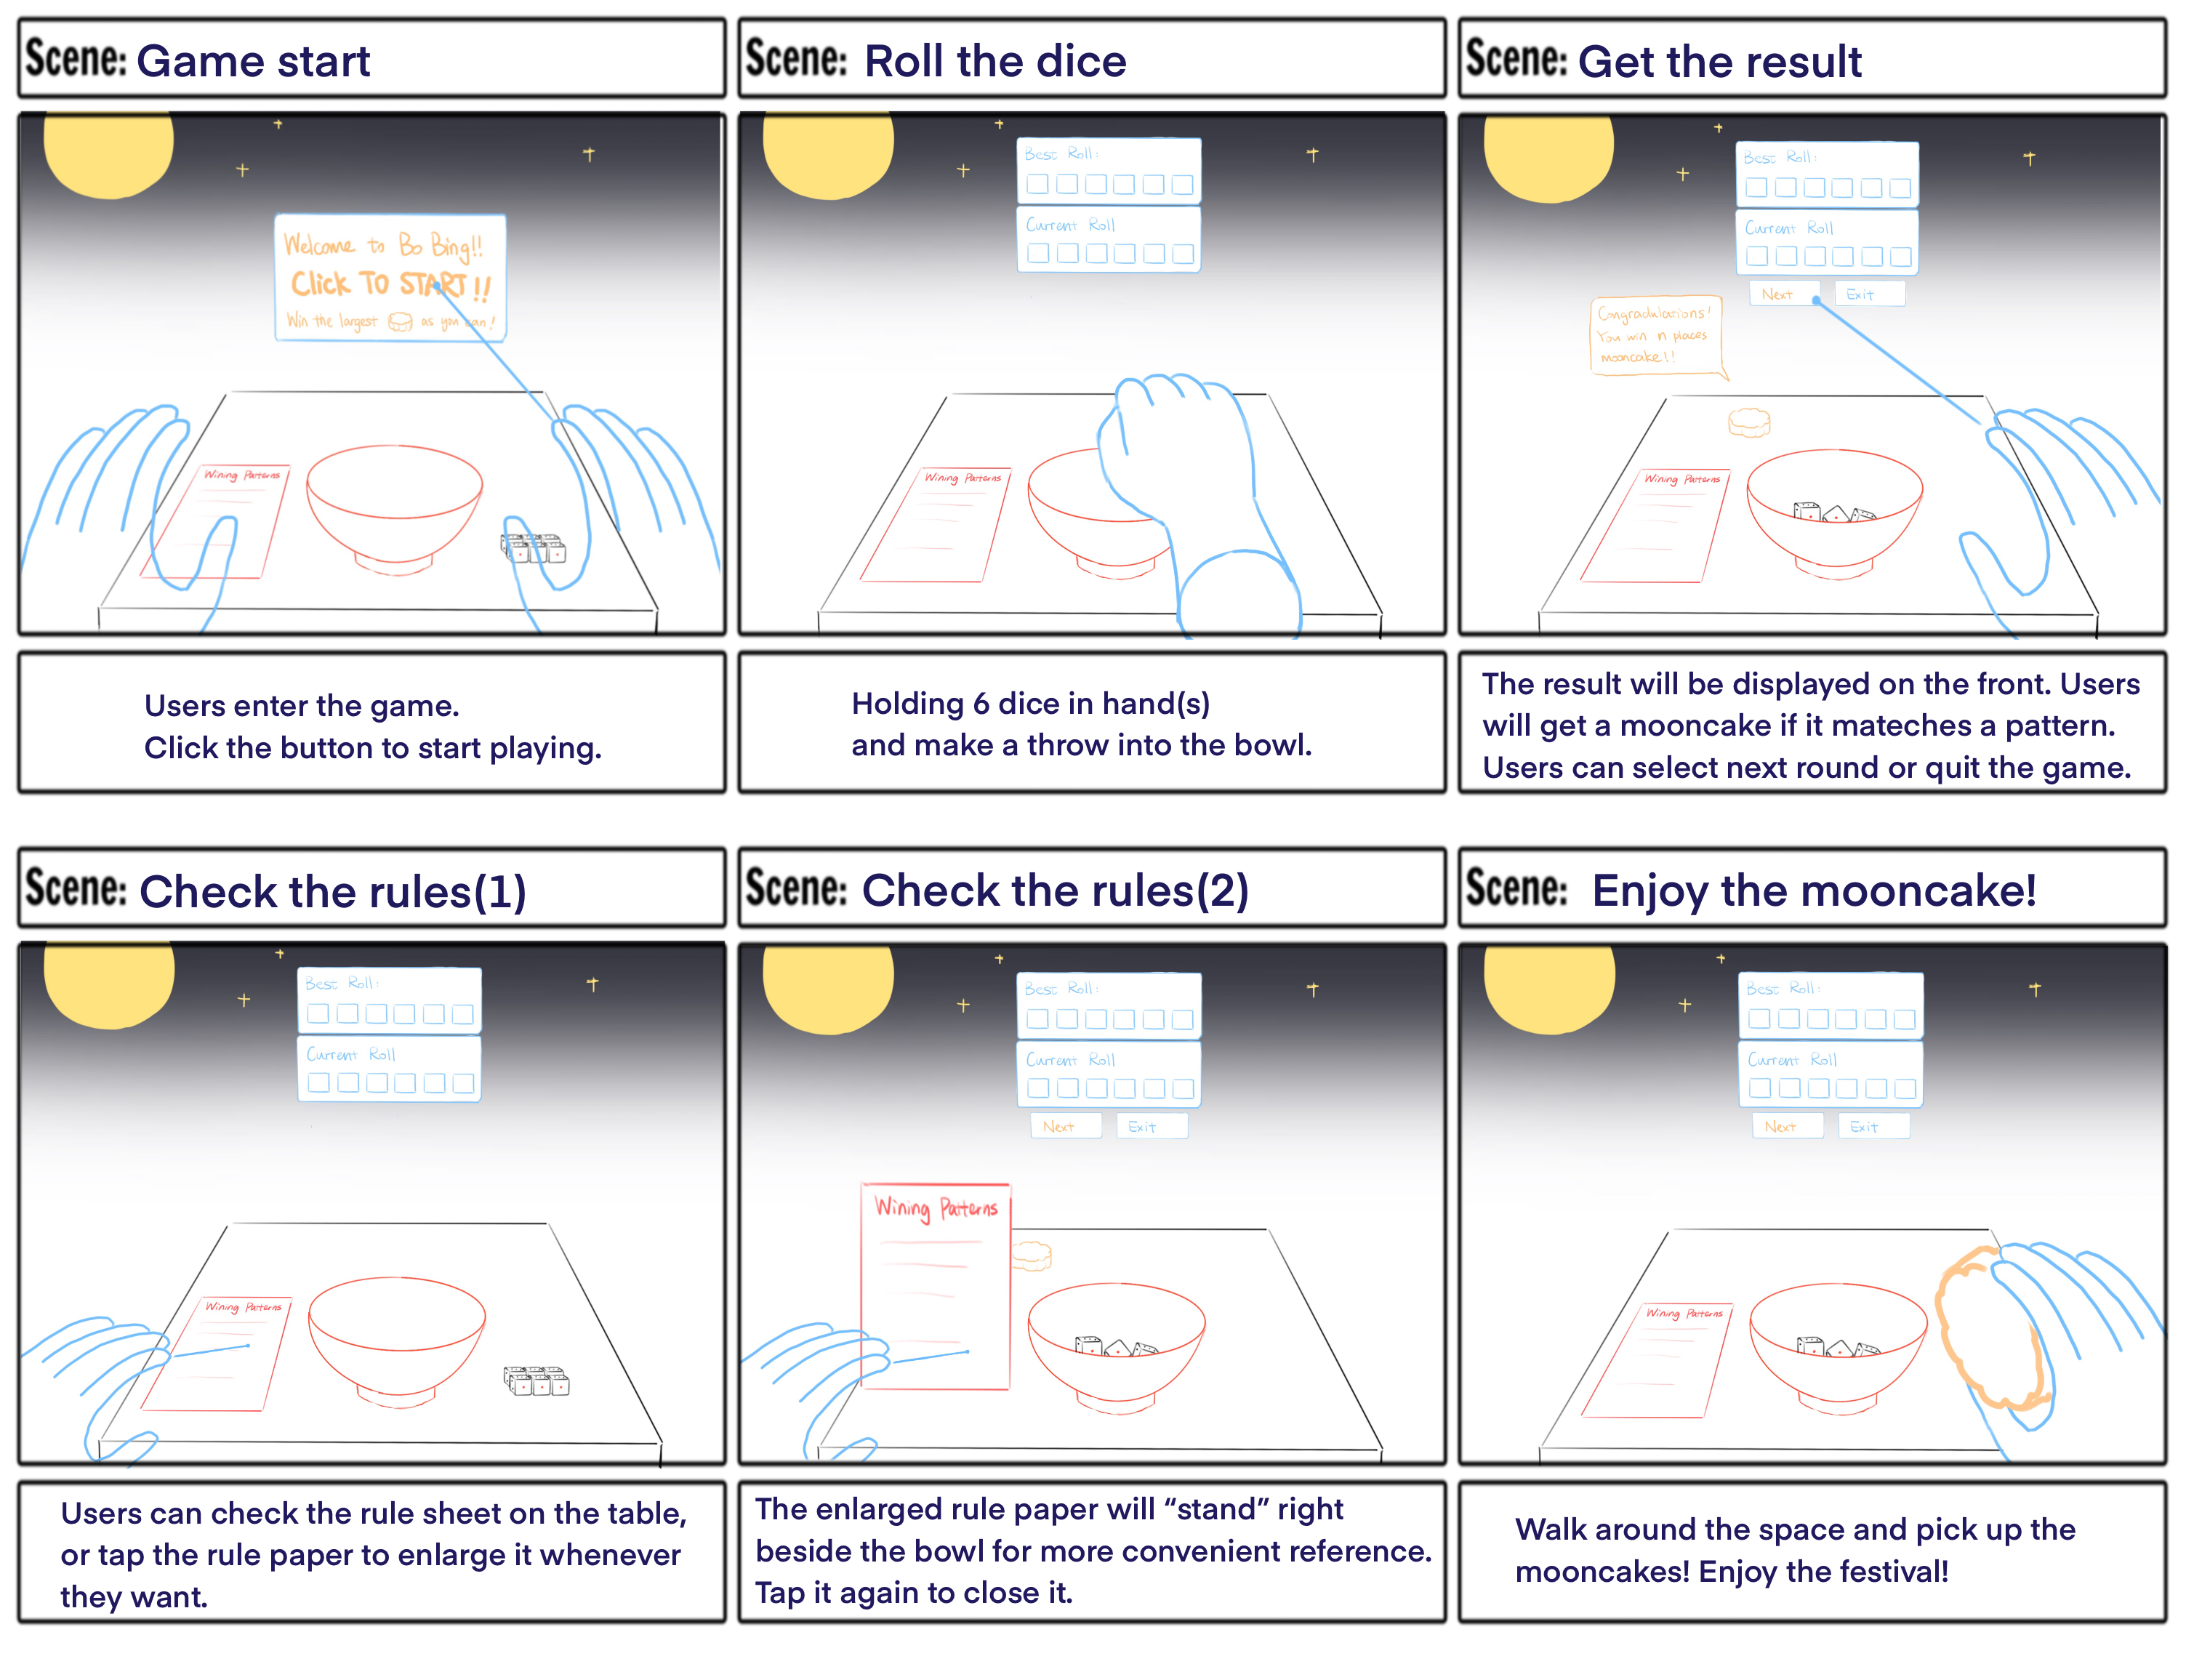 Scene: Game start
Welcome to Bo Bing!!
Click TO START!!
Win the largest as you can!
Wining Patterns
Users enter the game.
Click the button to start playing.
Scene: Roll the dice
Best Roll:
Current Roll
Wining Patterns
Holding 6 dice in hand(s)
and make a throw into the bowl.
Scene: Get the result
Best Roll:
Current Roll
Next Exit
Congradulations!
You win n places
mooncake!!
Wining Patterns
The result will be displayed on the front. Users
will get a mooncake if it mateches a pattern.
Users can select next round or quit the game.
Scene: Check the rules(1)
Best Roll:
Current Roll
Wining Patterns
Users can check the rule sheet on the table,
or tap the rule paper to enlarge it whenever
they want.
Scene: Check the rules(2)
Best Roll:
Current Roll
Next Exit
Wining Patterns
The enlarged rule paper will “stand” right
beside the bowl for more convenient reference.
Tap it again to close it.
Scene: Enjoy the mooncake!
Best Roll:
Current Roll
Next Exit
Wining Patterns
Walk around the space and pick up the
mooncakes! Enjoy the festival!